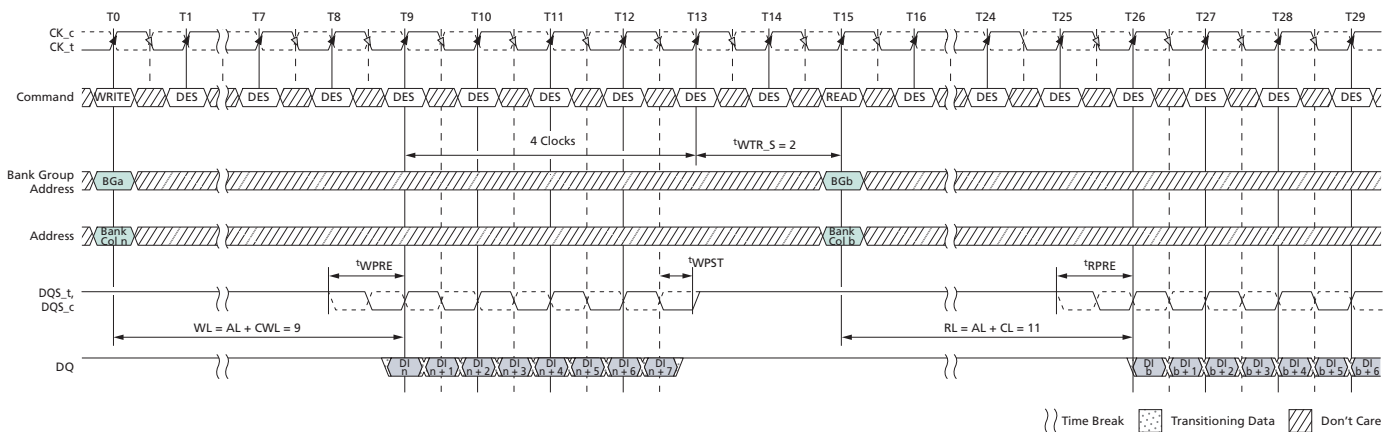 T0 T1 T7 T8 T9 T10 T11 T12 T13 T14 T15 T16 T24 T25 T26 T27 T28 T29
CK_c
CK_t
Command WRITE DES DES DES DES DES DES DES DES DES READ DES DES DES DES DES DES DES
4 Clocks tWTR_S = 2
Bank Group
Address
BGa BGb
Address
Bank
Col n
Bank
Col b
tWPRE tWPST tRPRE
DQS_t,
DQS_c
WL = AL + CWL = 9 RL = AL + CL = 11
DQ
DI
n
DI
n + 1
DI
n + 2
DI
n + 3
DI
n + 4
DI
n + 5
DI
n + 6
DI
n + 7
DI
b
DI
b + 1
DI
b + 2
DI
b + 3
DI
b + 4
DI
b + 5
DI
b + 6
Time Break Transitioning Data Don't Care